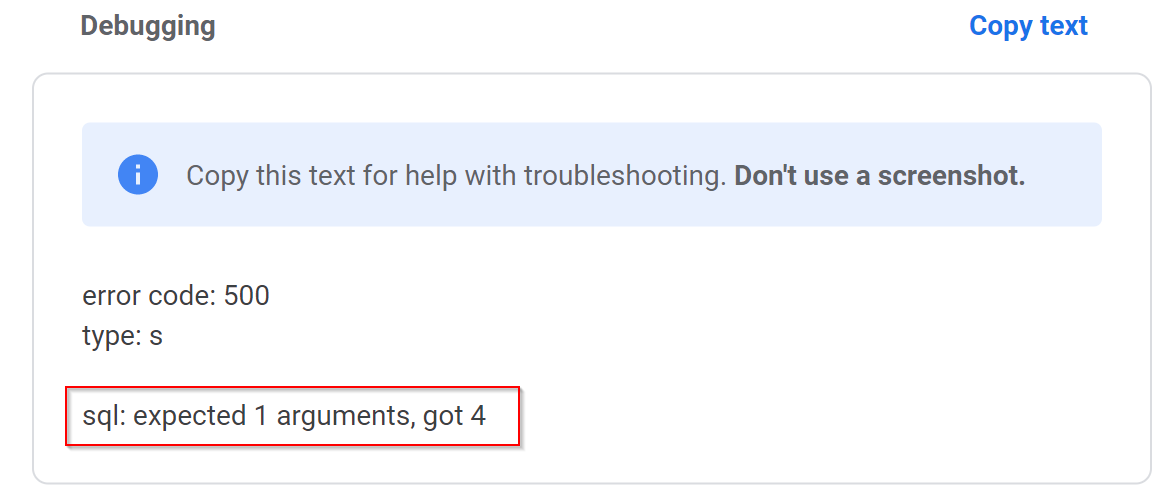 Debugging
Copy text
Copy this text for help with troubleshooting. Don't use a screenshot.
error code: 500
type: s
sql: expected 1 arguments, got 4